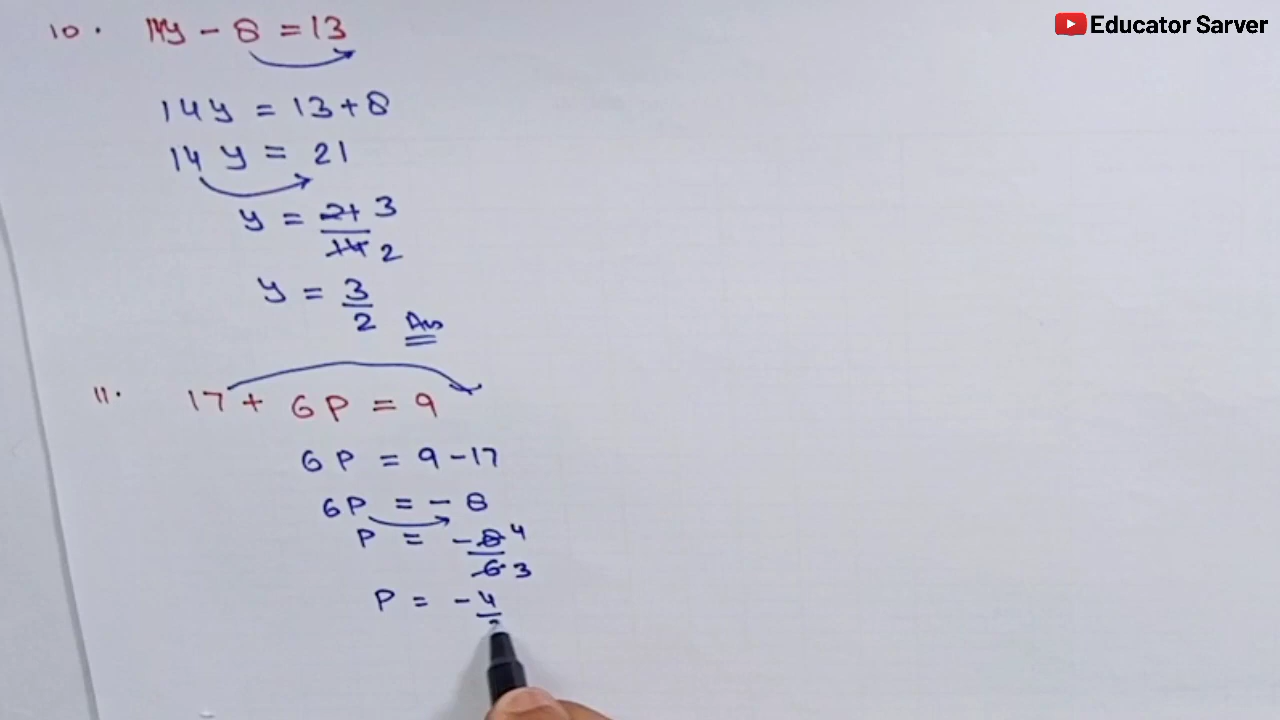 Educator Sarver
10. 14y - 8 = 13
14y = 13 + 8
14 y = 21
y = 21/14 3/2
y = 3/2 Ans
11. 17 + 6P = 9
6P = 9 - 17
6P = - 8
P = -8/6 4/3
P = - 4/